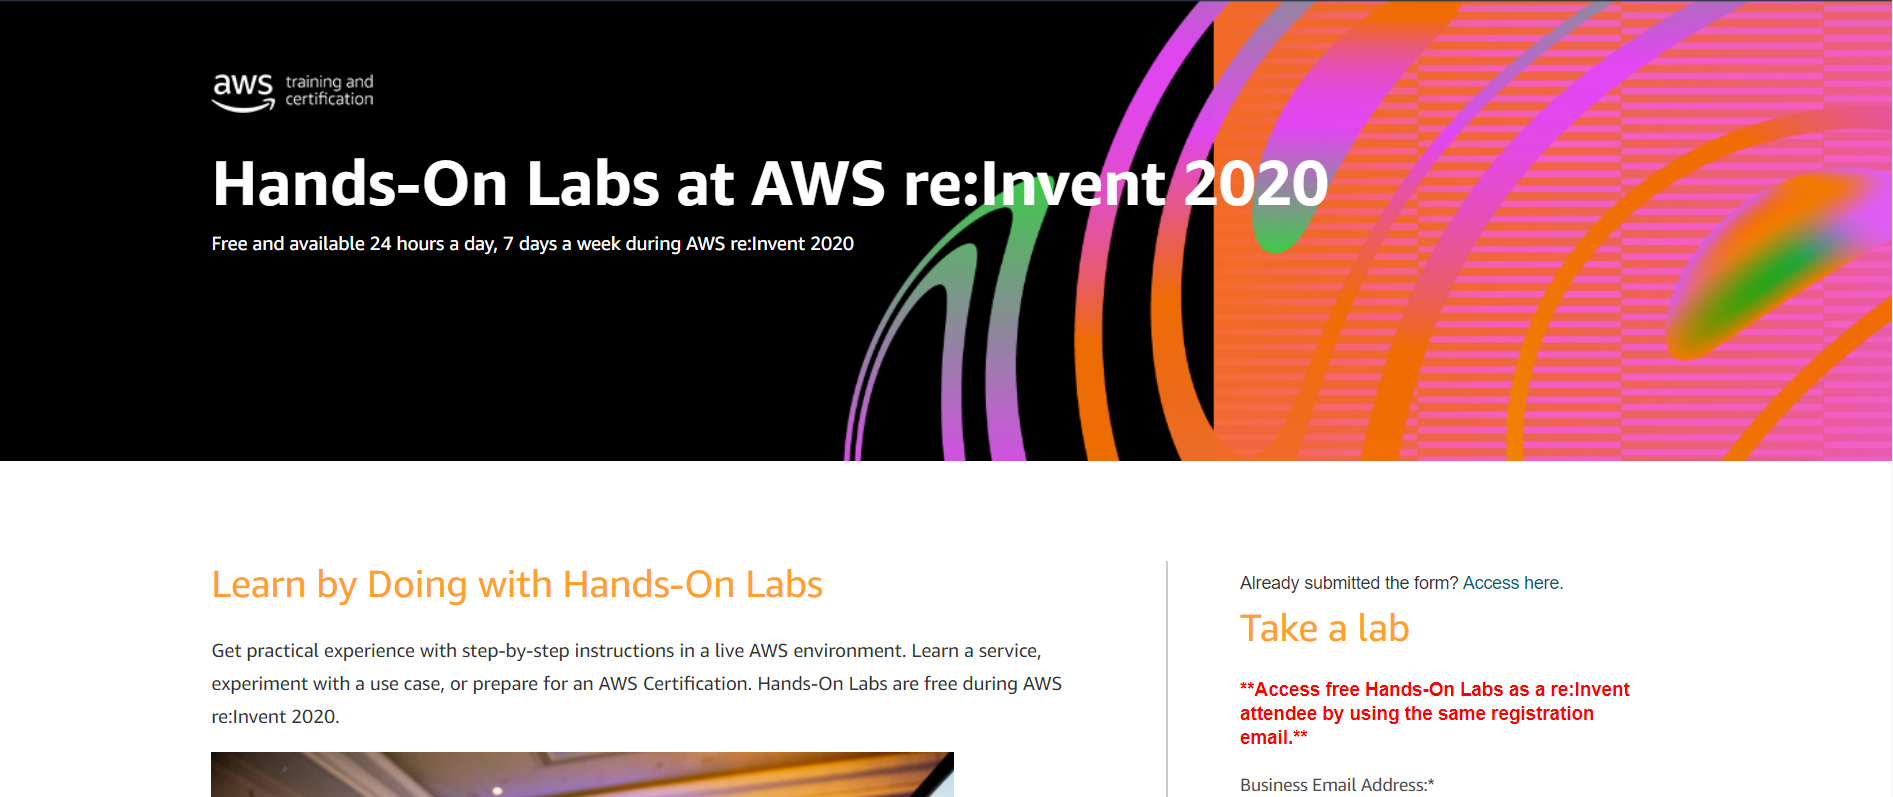 aws training and
certification
Hands-On Labs at AWS re:Invent 2020
Free and available 24 hours a day, 7 days a week during AWS re:Invent 2020
Learn by Doing with Hands-On Labs
Get practical experience with step-by-step instructions in a live AWS environment. Learn a service,
experiment with a use case, or prepare for an AWS Certification. Hands-On Labs are free during AWS
re:Invent 2020.
Already submitted the form? Access here.
Take a lab
**Access free Hands-On Labs as a re:Invent
attendee by using the same registration
email.**
Business Email Address:*